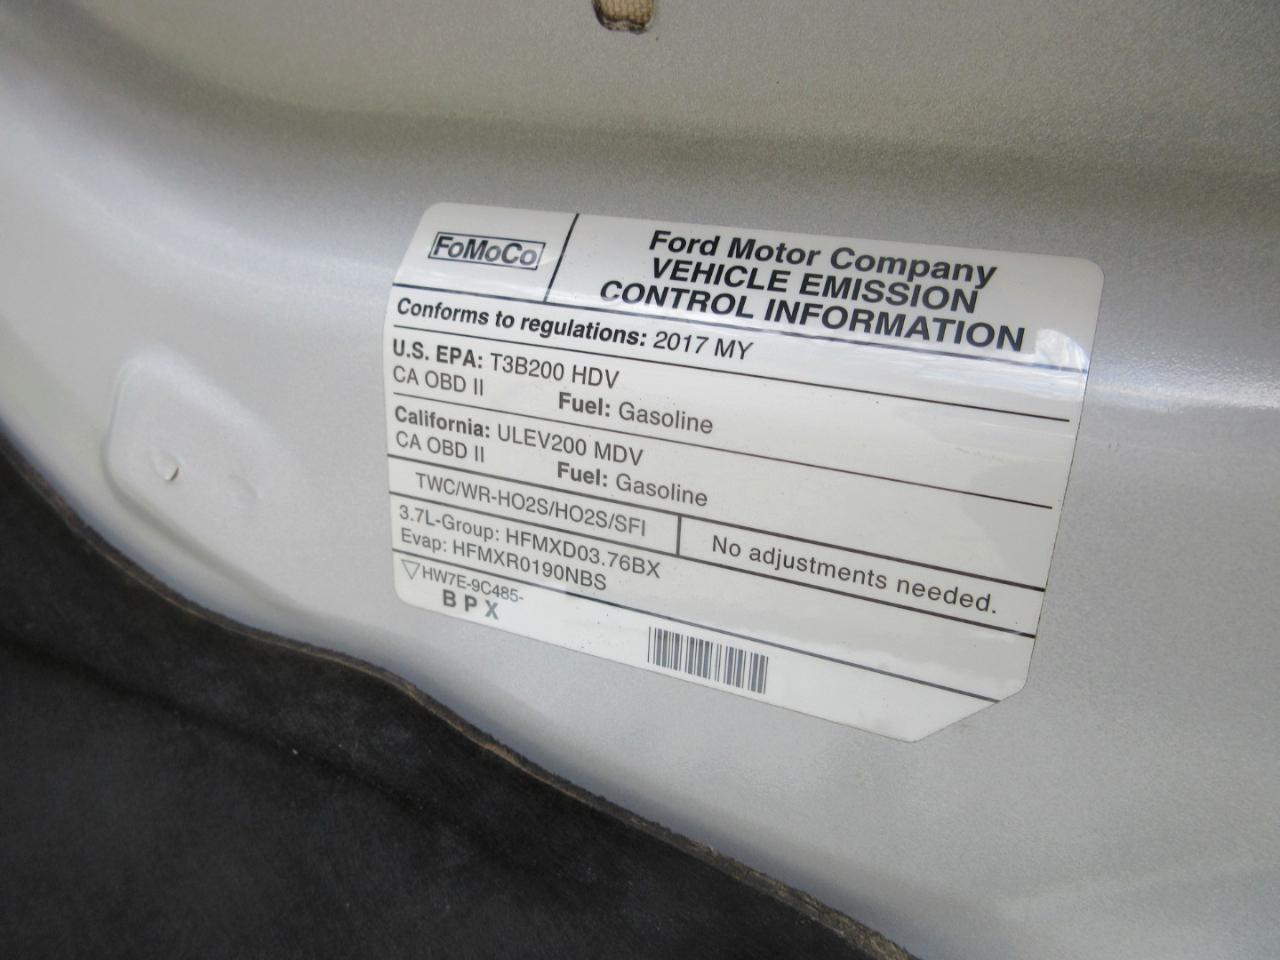 FoMoCo
Ford Motor Company
VEHICLE EMISSION
CONTROL INFORMATION
Conforms to regulations: 2017 MY
U.S. EPA: T3B200 HDV
CA OBD II Fuel: Gasoline
California: ULEV200 MDV
CA OBD II Fuel: Gasoline
TWC/WR-HO2S/HO2S/SFI
No adjustments needed.
3.7L-Group: HFMXD03.76BX
Evap: HFMXR0190NBS
HW7E-9C485-
BPX